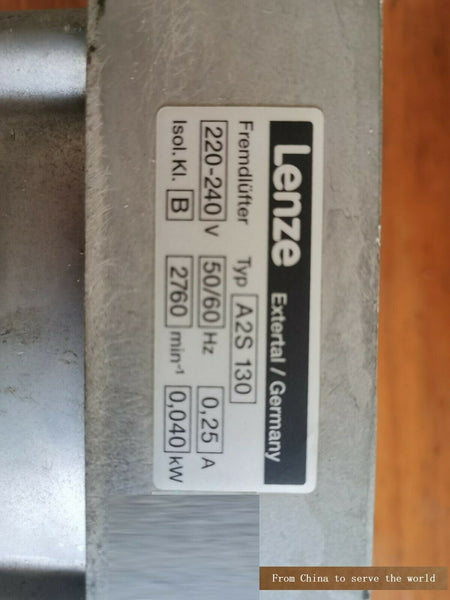 Lenze Extertal / Germany
Fremdlüfter Typ A2S 130
220-240 V 50/60 Hz 0,25 A
Isol. Kl. B 2760 min⁻¹ 0,040 kW
From China to serve the world